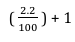 (2.2/100) + 1